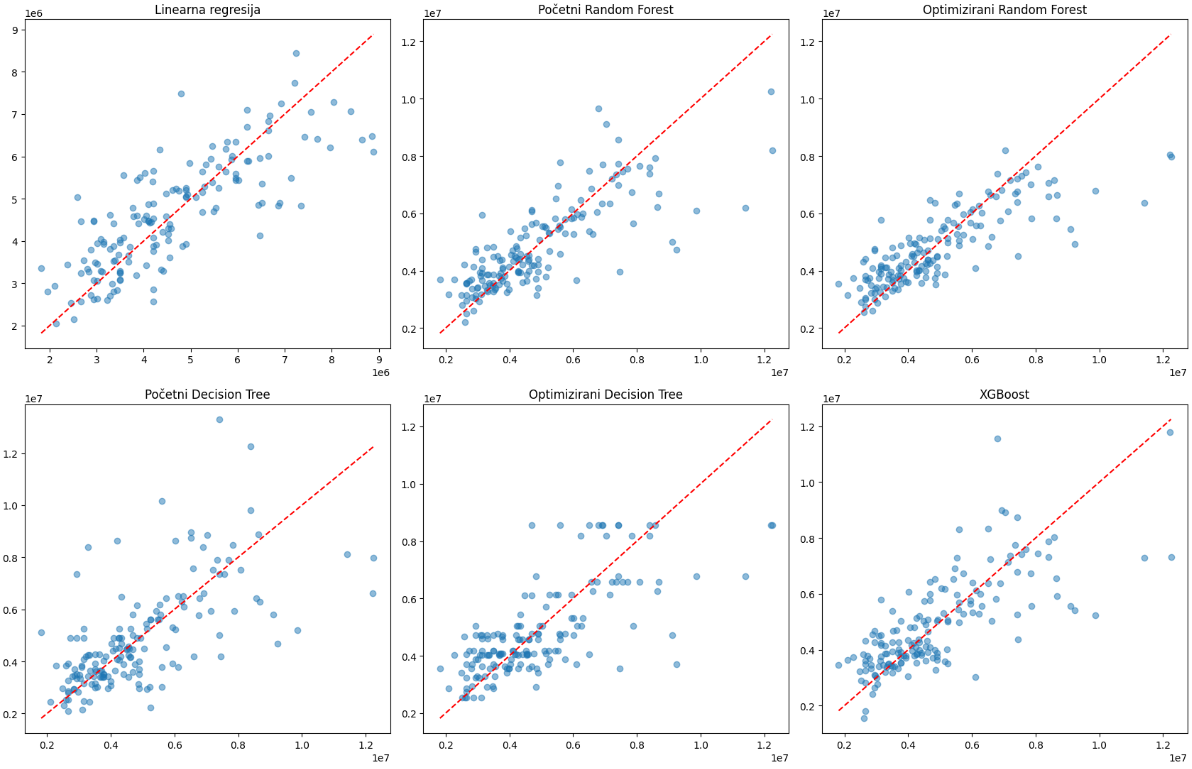 Linearna regresija
1e6
9
8
7
6
5
4
3
2
2 3 4 5 6 7 8 9
1e6
Početni Random Forest
1e7
1.2
1.0
0.8
0.6
0.4
0.2
0.2 0.4 0.6 0.8 1.0 1.2
1e7
Optimizirani Random Forest
1e7
1.2
1.0
0.8
0.6
0.4
0.2
0.2 0.4 0.6 0.8 1.0 1.2
1e7
Početni Decision Tree
1e7
1.2
1.0
0.8
0.6
0.4
0.2
0.2 0.4 0.6 0.8 1.0 1.2
1e7
Optimizirani Decision Tree
1e7
1.2
1.0
0.8
0.6
0.4
0.2
0.2 0.4 0.6 0.8 1.0 1.2
1e7
XGBoost
1e7
1.2
1.0
0.8
0.6
0.4
0.2
0.2 0.4 0.6 0.8 1.0 1.2
1e7